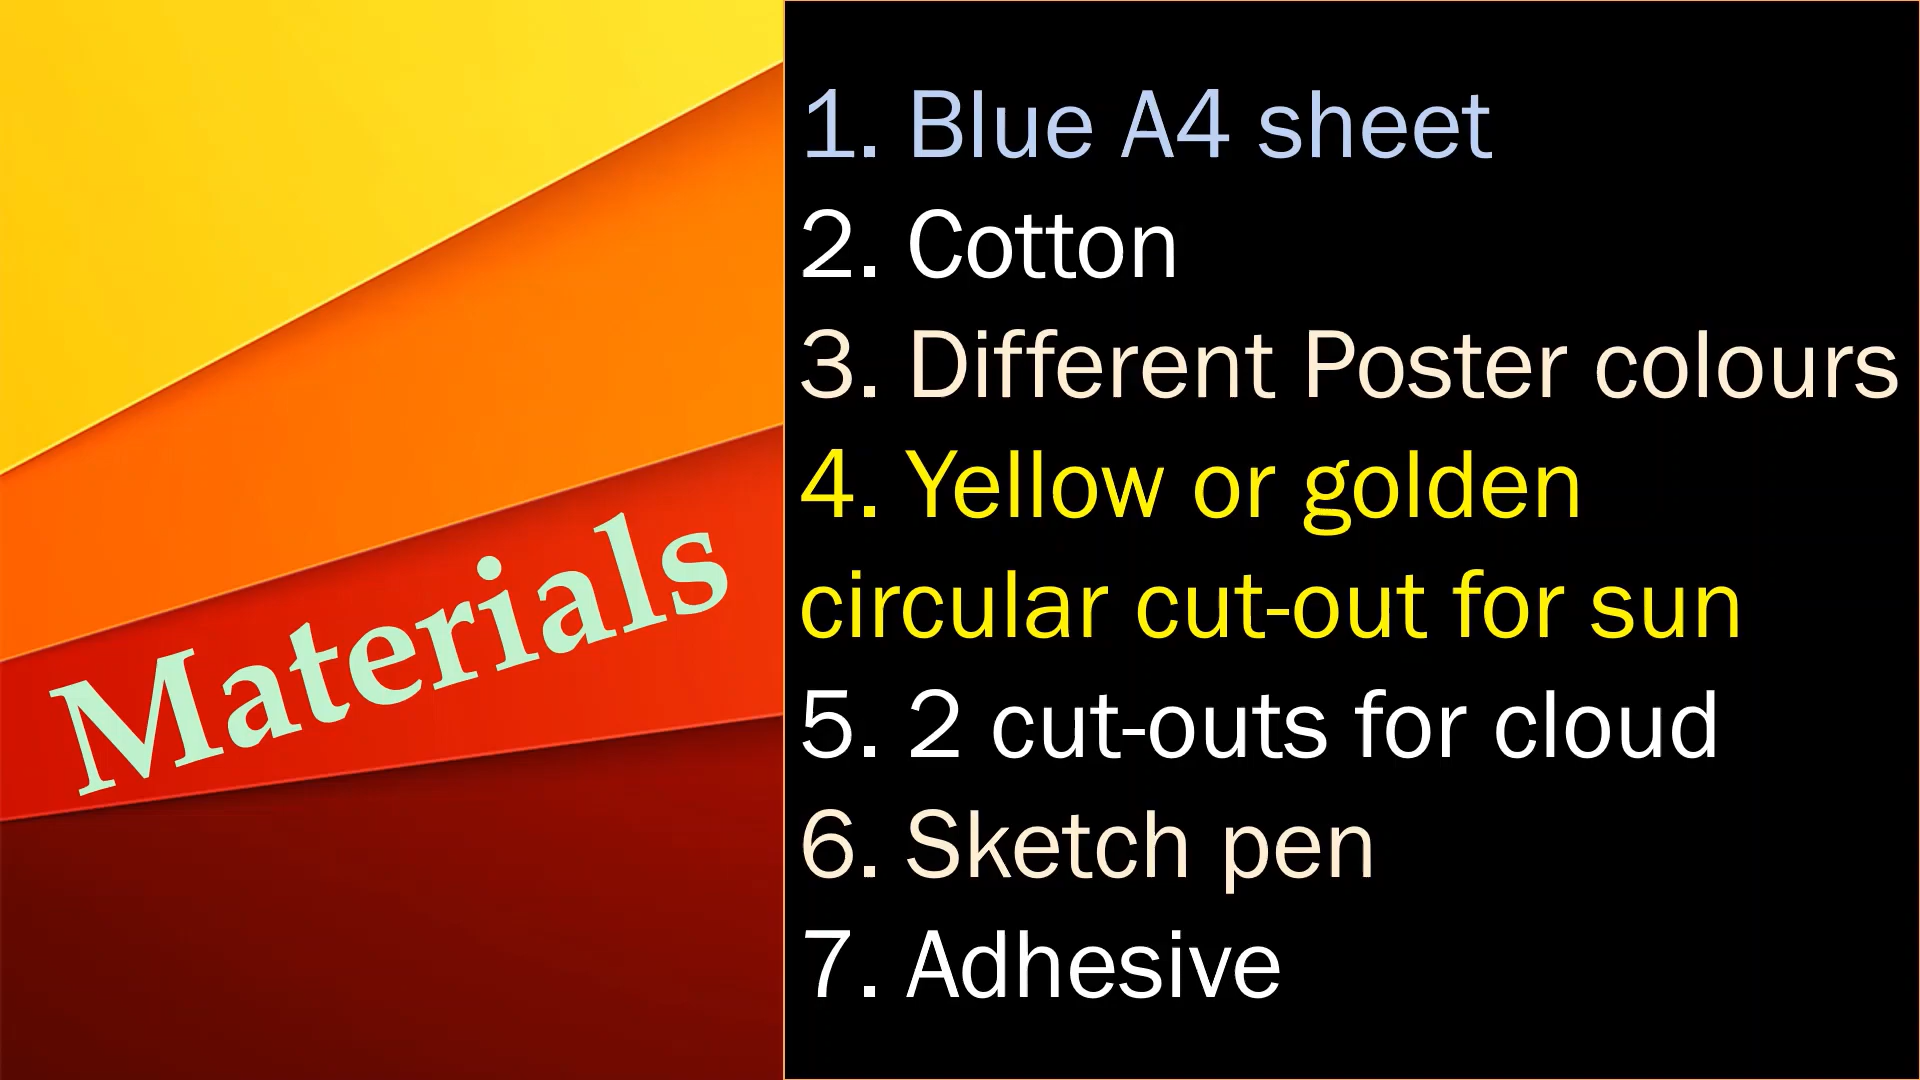 Materials
1. Blue A4 sheet
2. Cotton
3. Different Poster colours
4. Yellow or golden
circular cut-out for sun
5. 2 cut-outs for cloud
6. Sketch pen
7. Adhesive